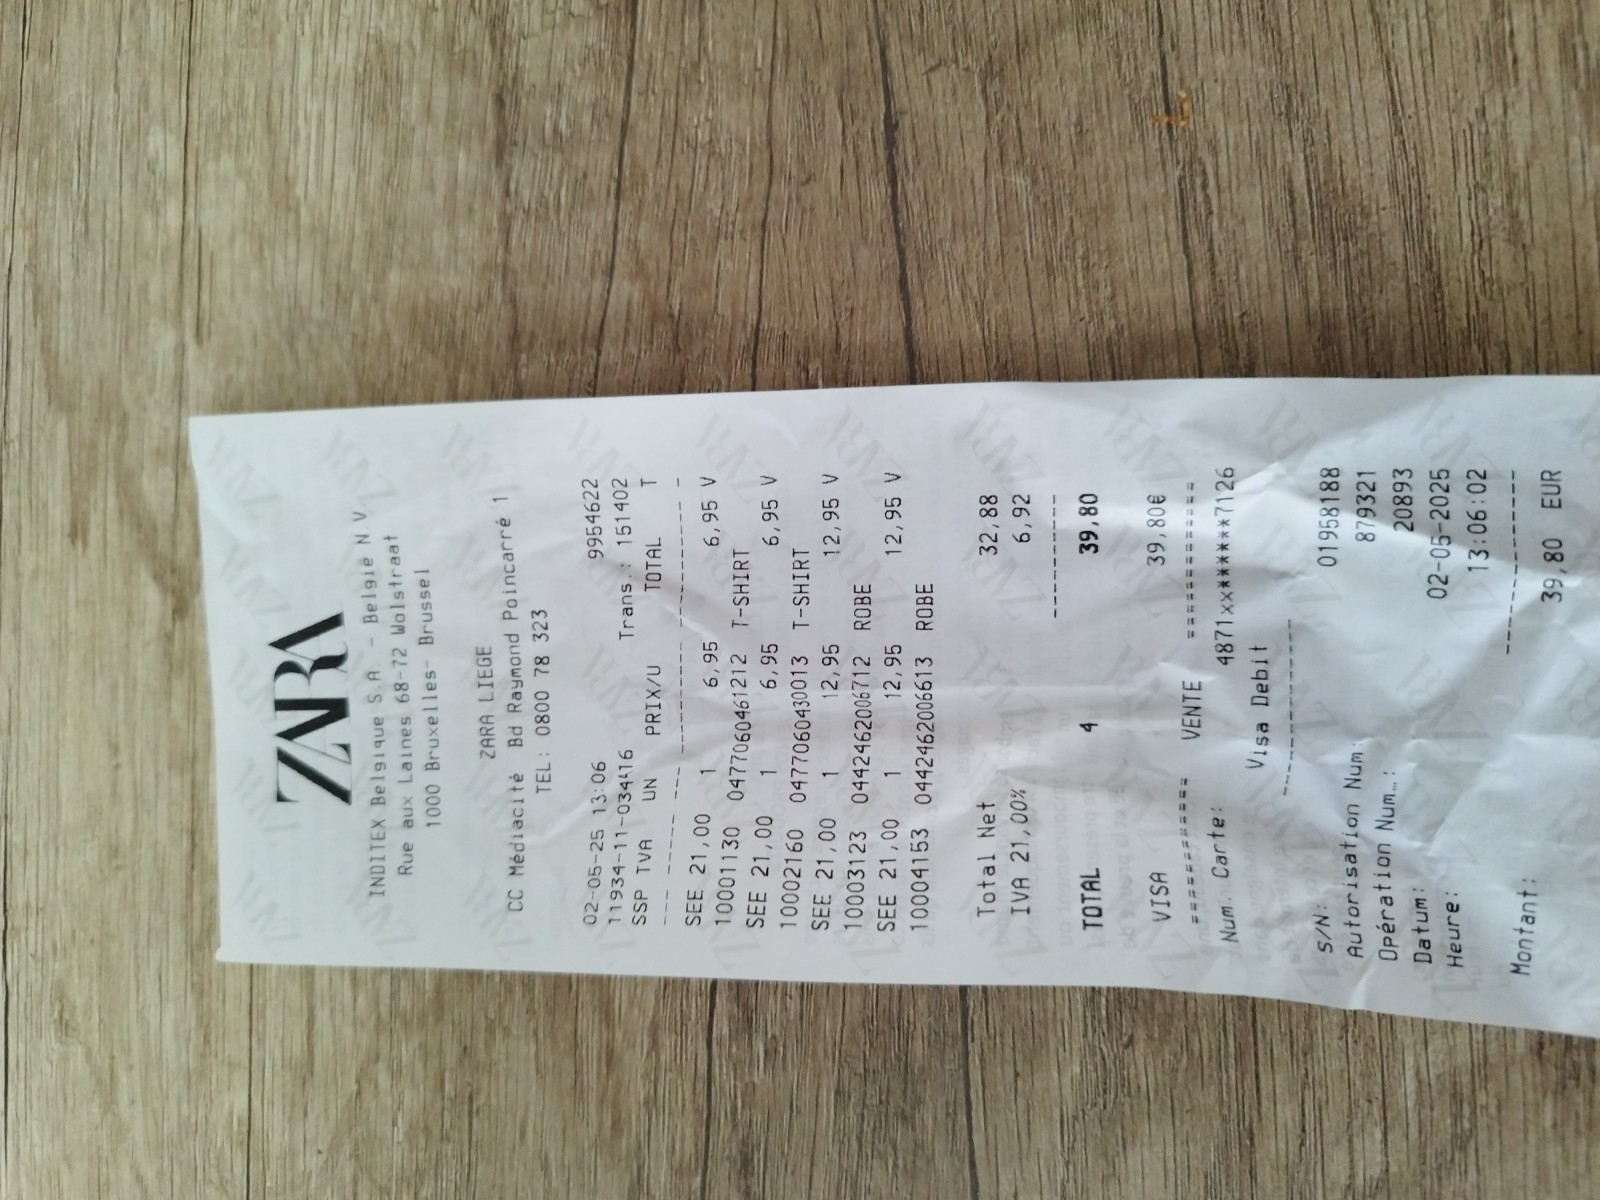 ZARA
INDITEX Belgique S.A - België N.V.
Rue aux Laines 68-72 Wolstraat
1000 Bruxelles- Brussel
ZARA LIEGE
CC Médiacité Bd Raymond Poincarré 1
TEL: 0800 78 323
02-05-25 13:06 9954622
11934-11-034416 Trans.: 151402
SSP TVA UN PRIX/U TOTAL T
SEE 21,00 1 6,95 6,95 V
10001130 0477060461212 T-SHIRT
SEE 21,00 1 6,95 6,95 V
10002160 0477060430013 T-SHIRT
SEE 21,00 1 12,95 12,95 V
10003123 0442462006712 ROBE
SEE 21,00 1 12,95 12,95 V
10004153 0442462006613 ROBE
Total Net 32,88
IVA 21,00% 6,92
TOTAL 4 39,80
VISA 39,80€
=========== VENTE ============
Num. Carte: 4871xx******7126
Visa Debit
S/N: 01958188
Autorisation Num: 879321
Opération Num.: 20893
Datum: 02-05-2025
Heure: 13:06:02
Montant: 39,80 EUR